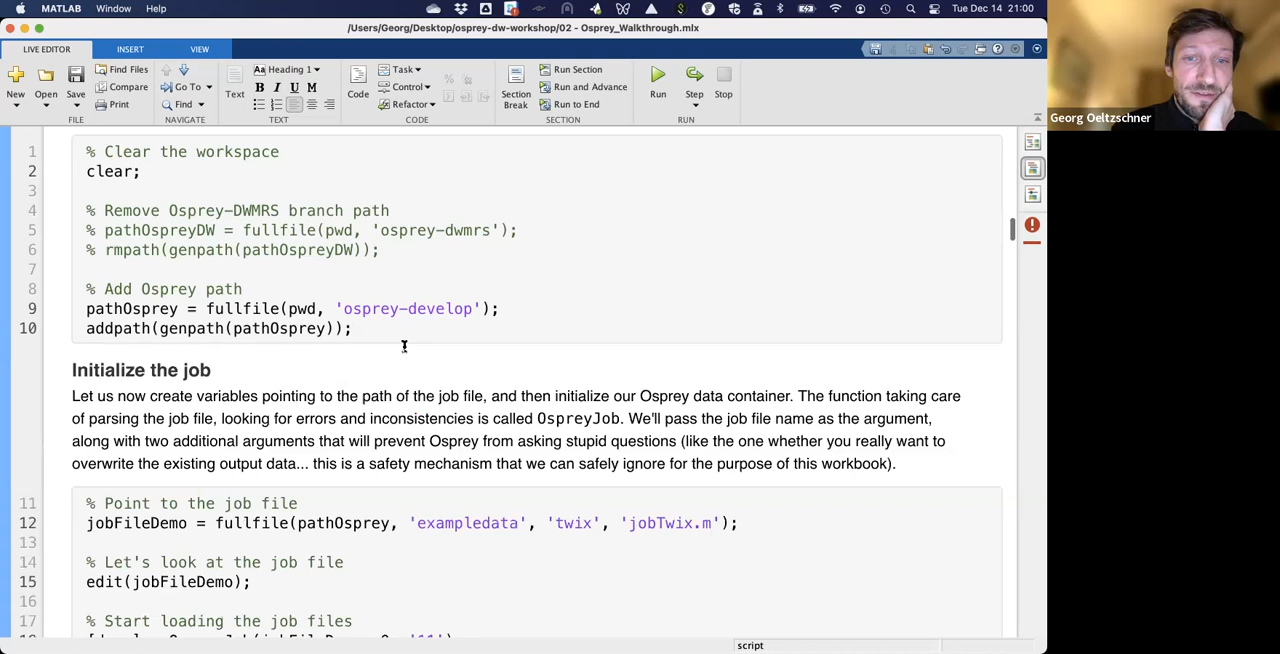 MATLAB Window Help
Tue Dec 14 21:00
/Users/Georg/Desktop/osprey-dw-workshop/02 - Osprey_Walkthrough.mlx
LIVE EDITOR INSERT VIEW
New Open Save
Find Files
Compare
Print
FILE
Go To
Find
NAVIGATE
Text
Aa Heading 1
B I U M
TEXT
Code
Task
Control
Refactor
CODE
Section
Break
Run Section
Run and Advance
Run to End
SECTION
Run Step Stop
RUN
Georg Oeltzschner
1 % Clear the workspace
2 clear;
3
4 % Remove Osprey-DWMRS branch path
5 % pathOspreyDW = fullfile(pwd, 'osprey-dwmrs');
6 % rmpath(genpath(pathOspreyDW));
7
8 % Add Osprey path
9 pathOsprey = fullfile(pwd, 'osprey-develop');
10 addpath(genpath(pathOsprey));
Initialize the job
Let us now create variables pointing to the path of the job file, and then initialize our Osprey data container. The function taking care
of parsing the job file, looking for errors and inconsistencies is called OspreyJob. We'll pass the job file name as the argument,
along with two additional arguments that will prevent Osprey from asking stupid questions (like the one whether you really want to
overwrite the existing output data... this is a safety mechanism that we can safely ignore for the purpose of this workbook).
11 % Point to the job file
12 jobFileDemo = fullfile(pathOsprey, 'exampledata', 'twix', 'jobTwix.m');
13
14 % Let's look at the job file
15 edit(jobFileDemo);
16
17 % Start loading the job files
script